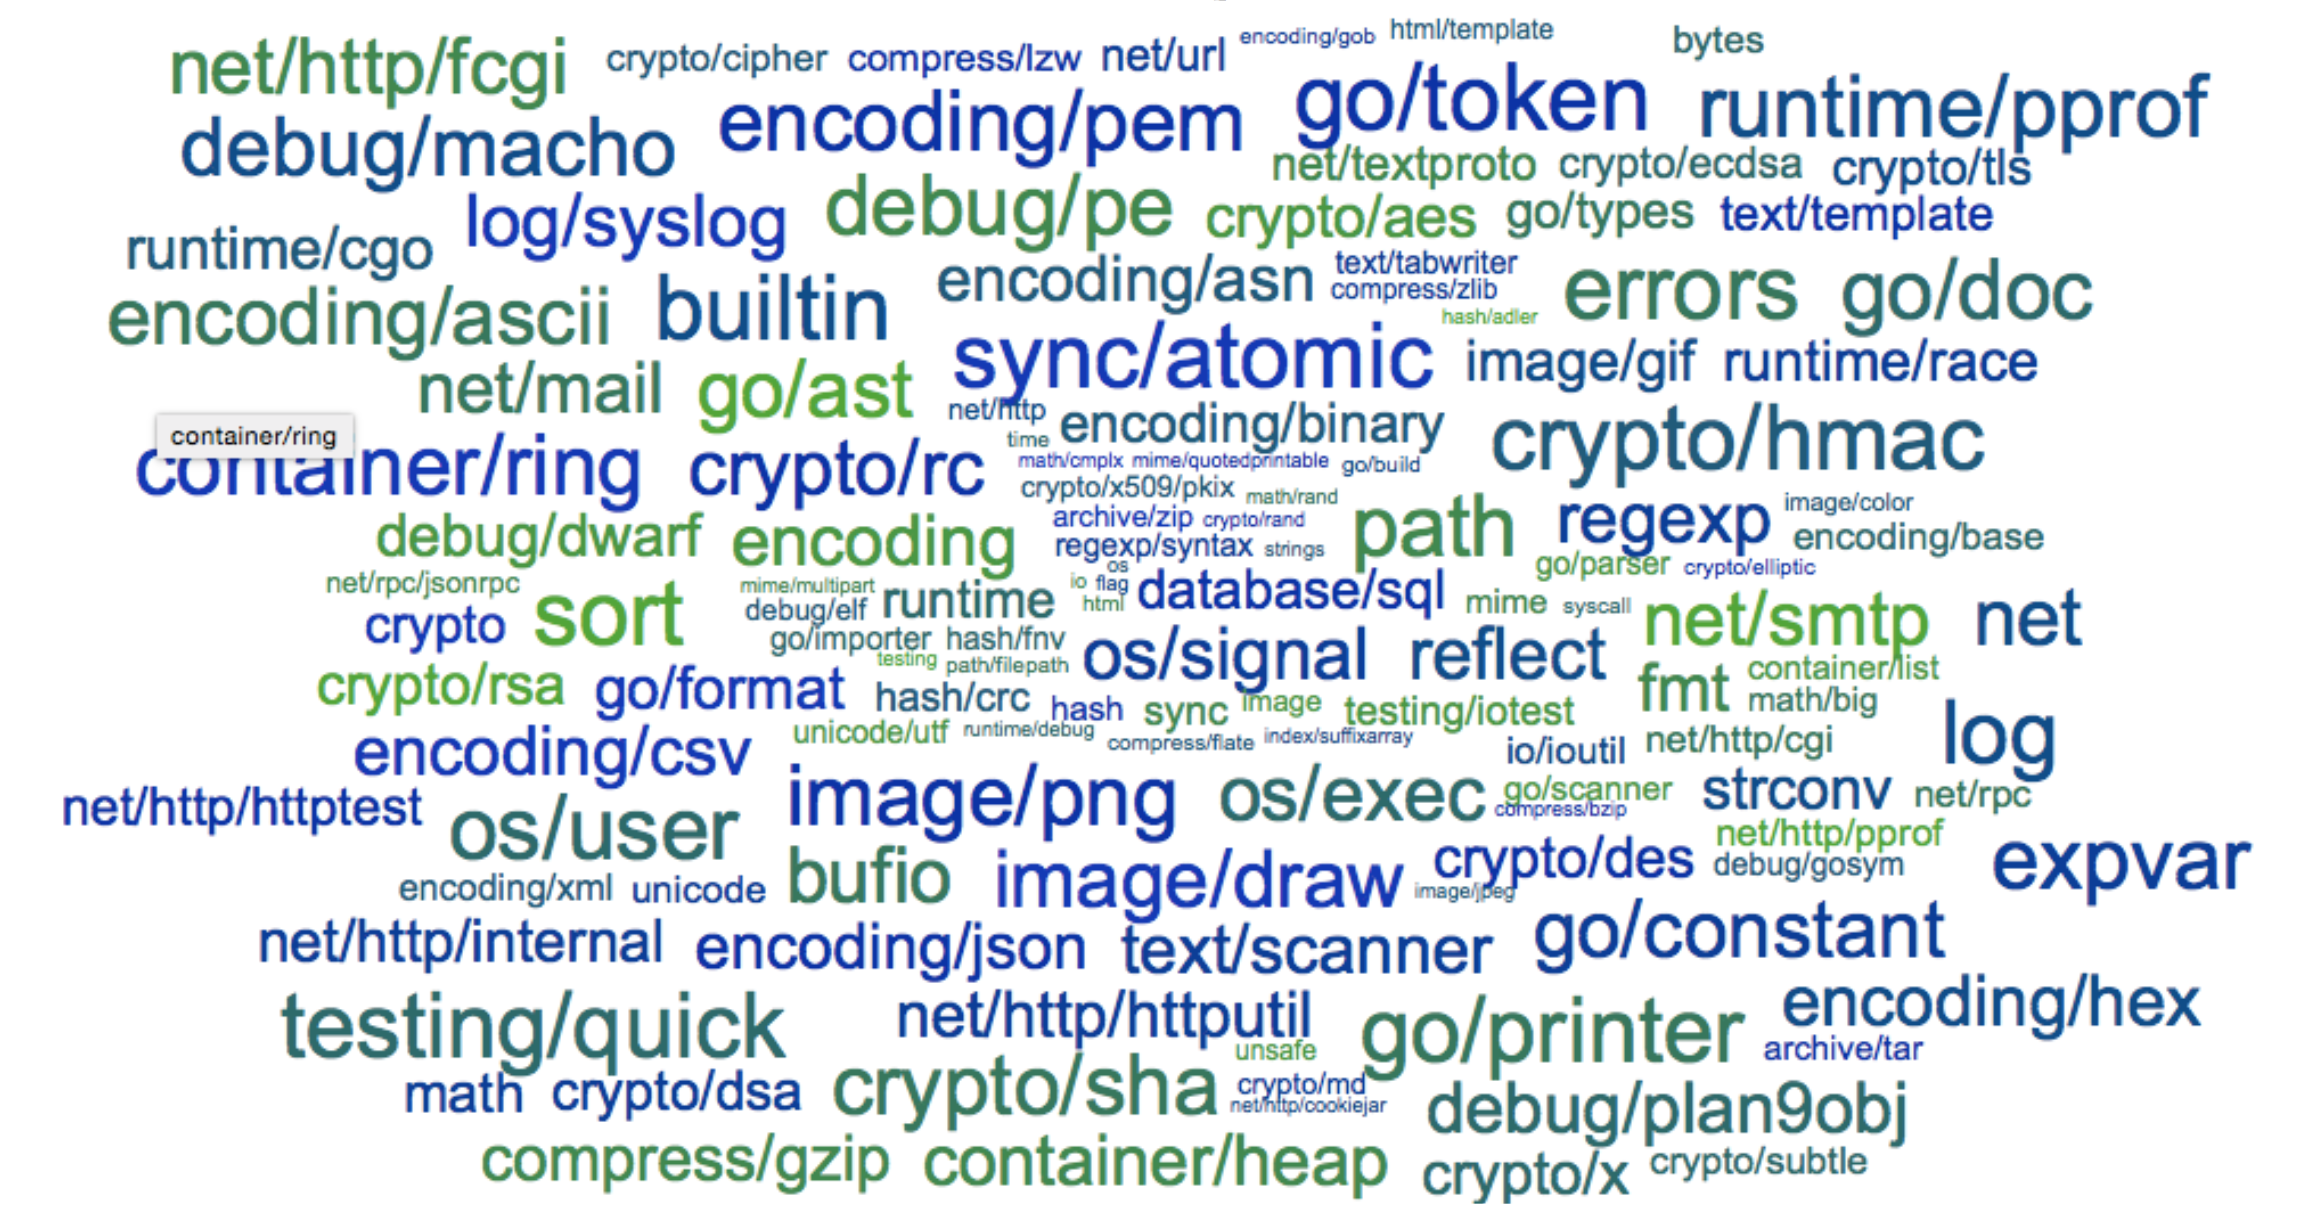 encoding/gob html/template bytes
net/http/fcgi crypto/cipher compress/lzw net/url
go/token runtime/pprof
debug/macho encoding/pem
net/textproto crypto/ecdsa crypto/tls
log/syslog debug/pe crypto/aes go/types text/template
runtime/cgo
encoding/asn text/tabwriter
compress/zlib
encoding/ascii builtin errors go/doc
hash/adler
sync/atomic image/gif runtime/race
net/mail go/ast
net/http encoding/binary crypto/hmac
time
container/ring
container/ring crypto/rc
math/cmplx mime/quotedprintable go/build
crypto/x509/pkix math/rand
image/color
archive/zip crypto/rand path regexp
debug/dwarf encoding encoding/base
regexp/syntax strings
os go/parser crypto/elliptic
net/rpc/jsonrpc mime/multipart io flag database/sql
debug/elf runtime html mime syscall
crypto sort net/smtp net
go/importer hash/fnv
testing path/filepath os/signal reflect
container/list
crypto/rsa go/format hash/crc fmt math/big
hash sync image testing/iotest
unicode/utf runtime/debug compress/flate index/suffixarray
log
encoding/csv io/ioutil net/http/cgi
image/png os/exec go/scanner strconv net/rpc
net/http/httptest compress/bzip
os/user net/http/pprof
crypto/des debug/gosym expvar
encoding/xml unicode bufio image/draw image/jpeg
net/http/internal encoding/json text/scanner go/constant
encoding/hex
testing/quick net/http/httputil go/printer
unsafe archive/tar
math crypto/dsa crypto/sha crypto/md
net/http/cookiejar debug/plan9obj
compress/gzip container/heap crypto/x crypto/subtle